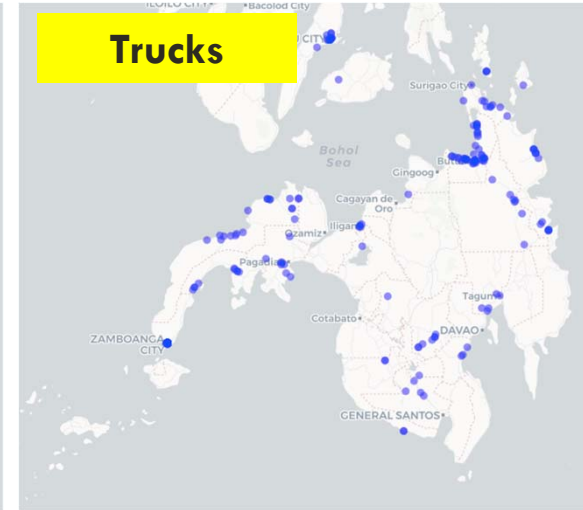 Trucks
Bacolod City
U CITY
Surigao City
Bohol
Sea
Gingoog
Cagayan de
Oro
Iligan
Ozamiz
Pagadian
Cotabato
Tagum
DAVAO
ZAMBOANGA
CITY
GENERAL SANTOS